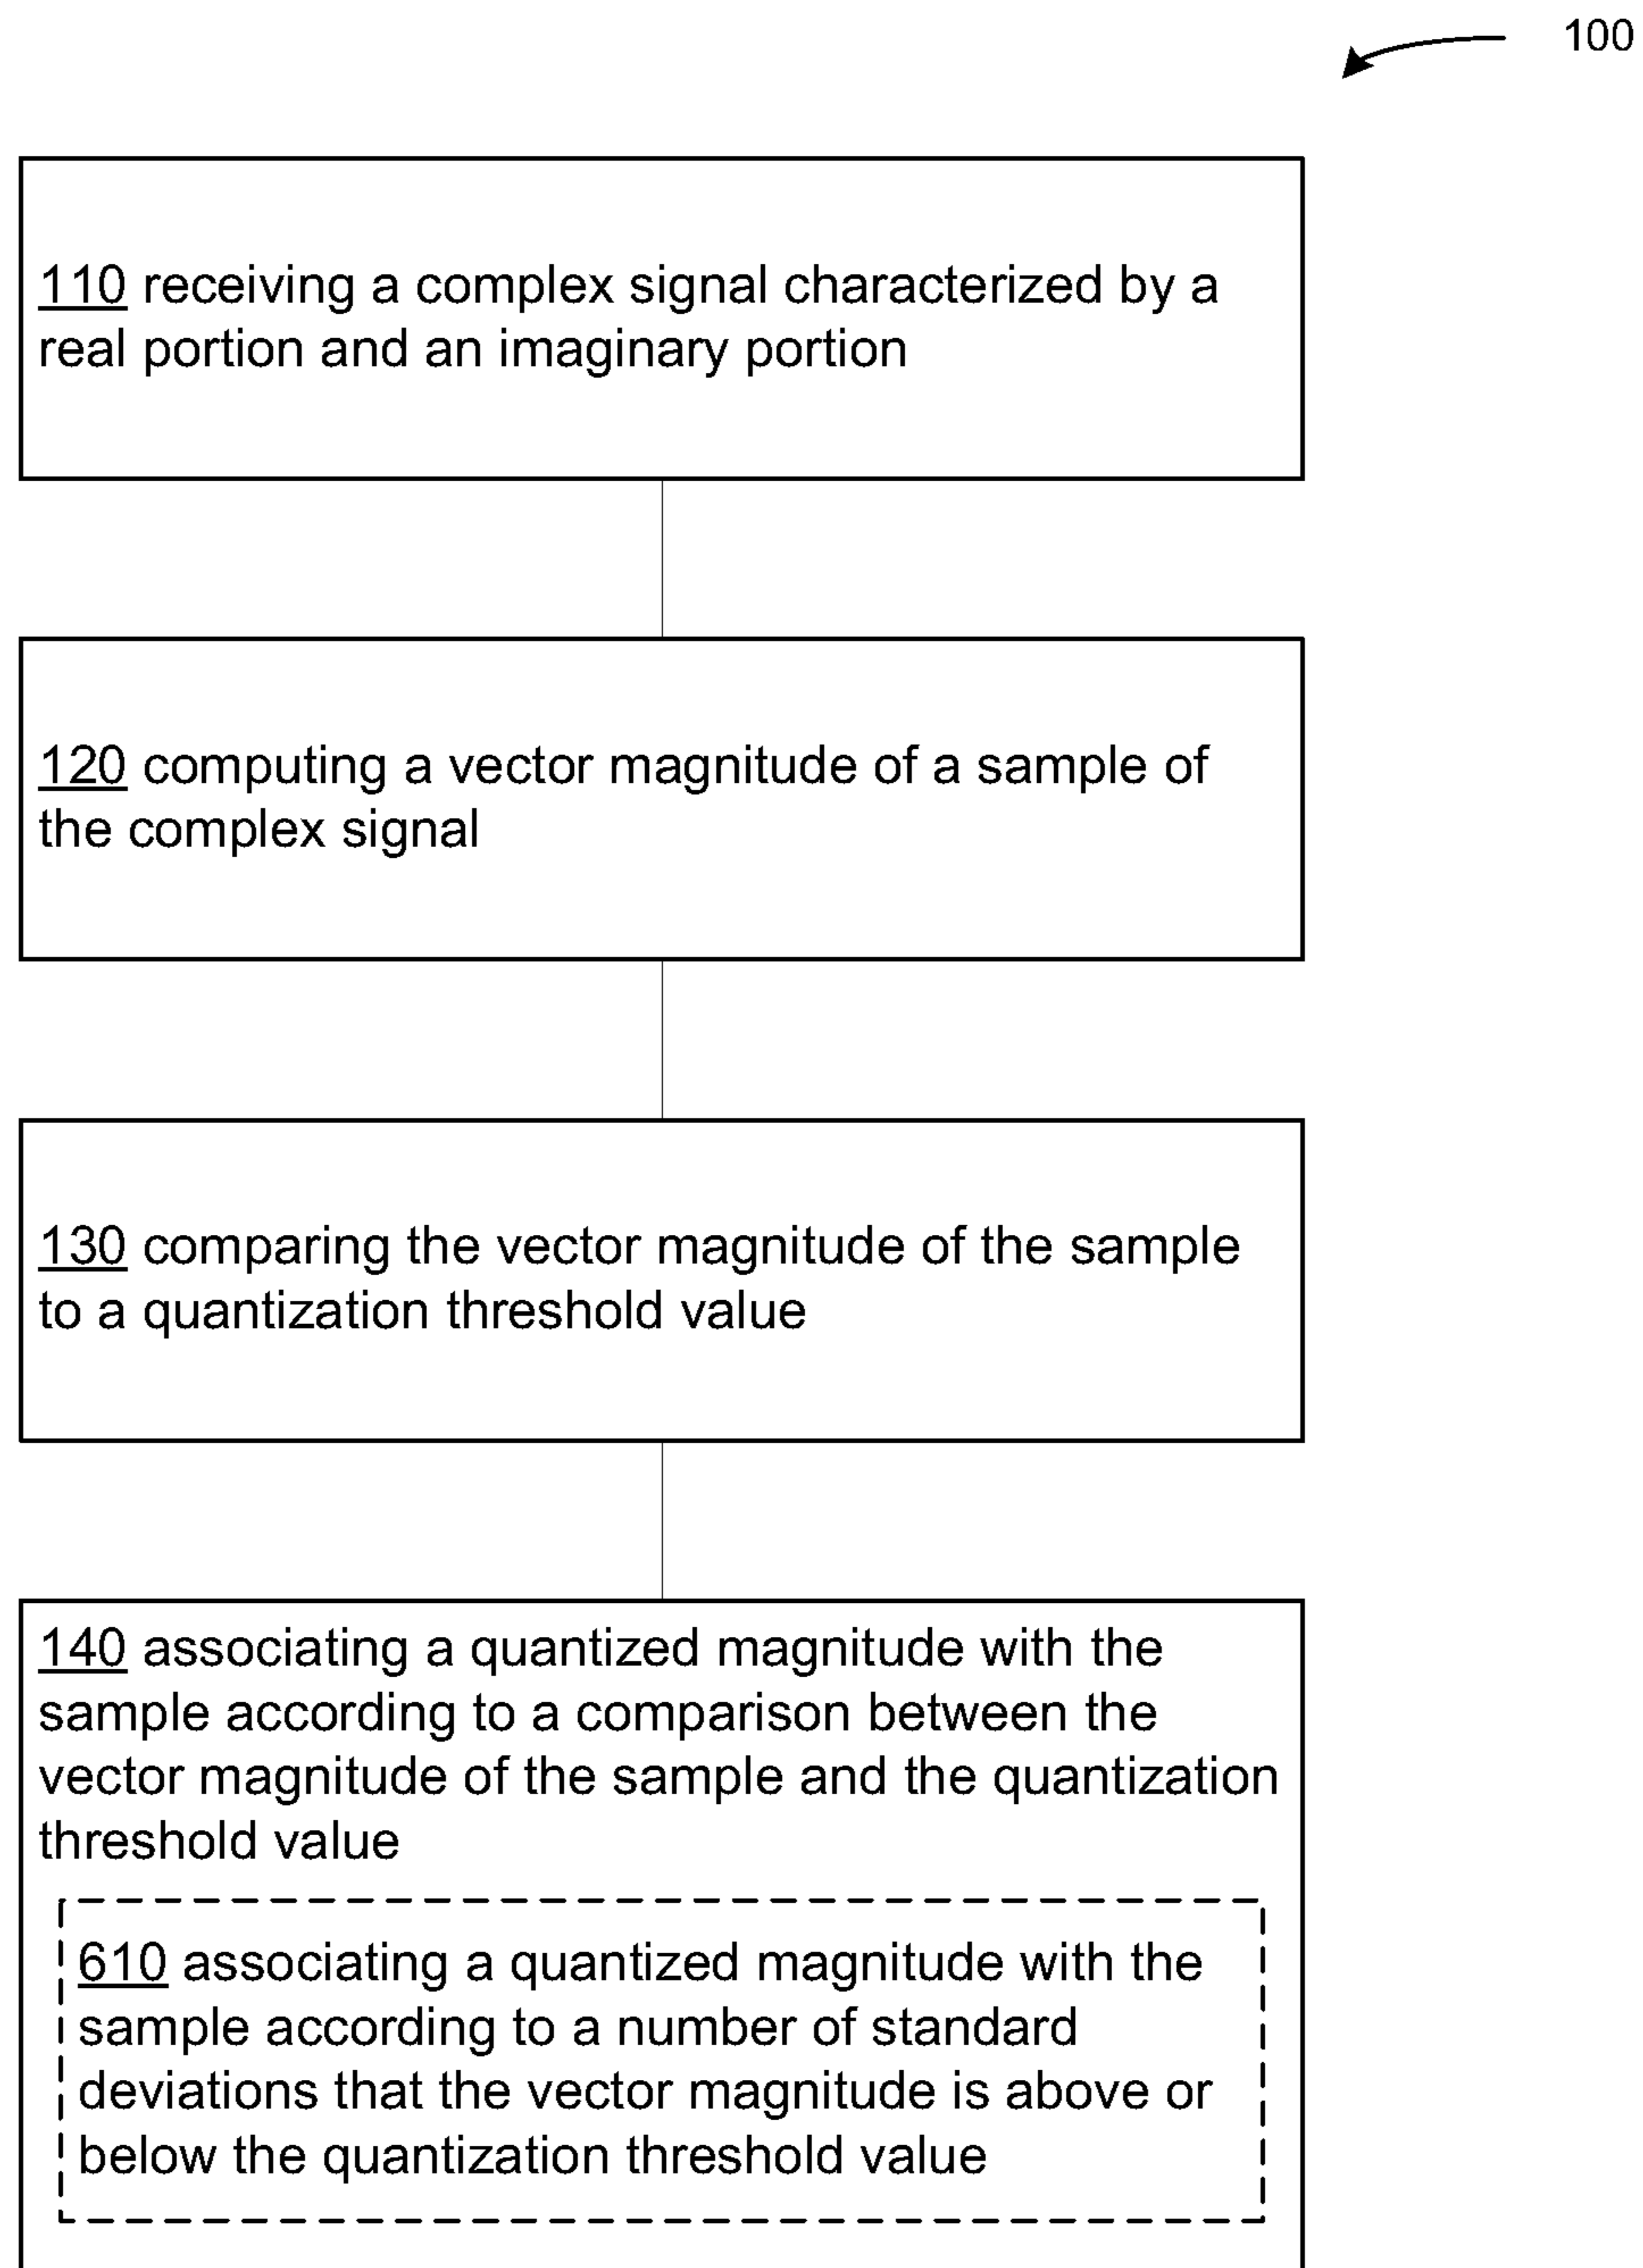 100
110 receiving a complex signal characterized by a
real portion and an imaginary portion
120 computing a vector magnitude of a sample of
the complex signal
130 comparing the vector magnitude of the sample
to a quantization threshold value
140 associating a quantized magnitude with the
sample according to a comparison between the
vector magnitude of the sample and the quantization
threshold value
610 associating a quantized magnitude with the
sample according to a number of standard
deviations that the vector magnitude is above or
below the quantization threshold value